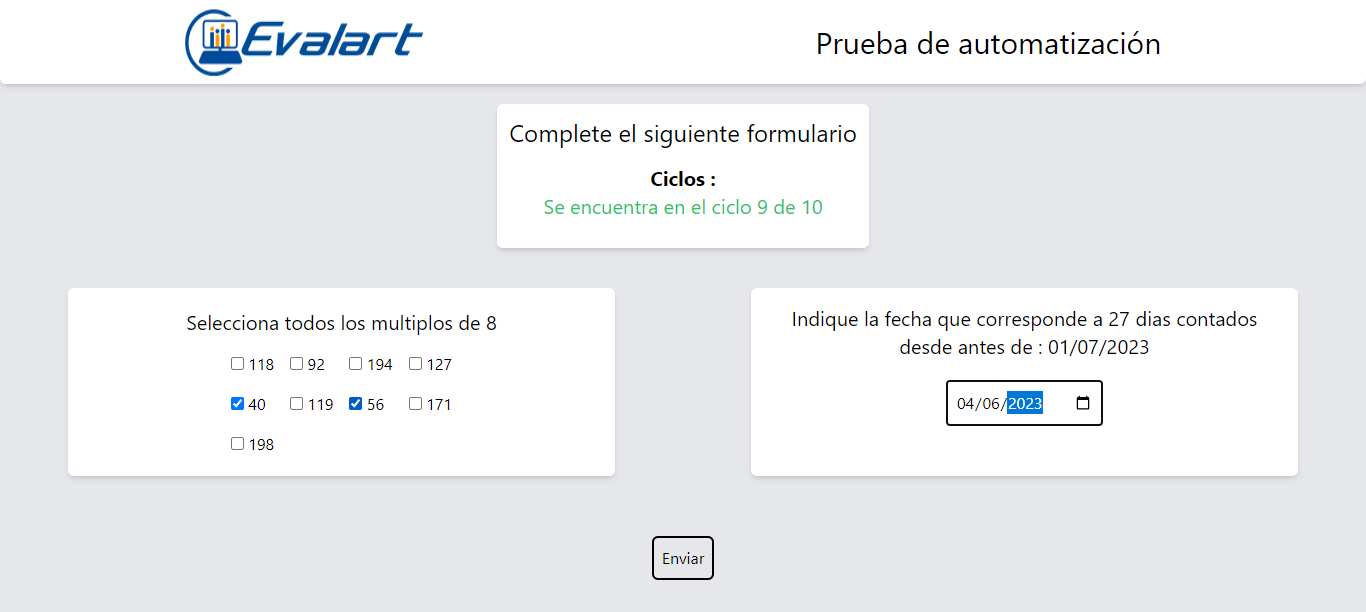 Evalart
Prueba de automatización
Complete el siguiente formulario
Ciclos :
Se encuentra en el ciclo 9 de 10
Selecciona todos los multiplos de 8
118 92 194 127
40 119 56 171
198
Indique la fecha que corresponde a 27 dias contados
desde antes de : 01/07/2023
04/06/2023
Enviar